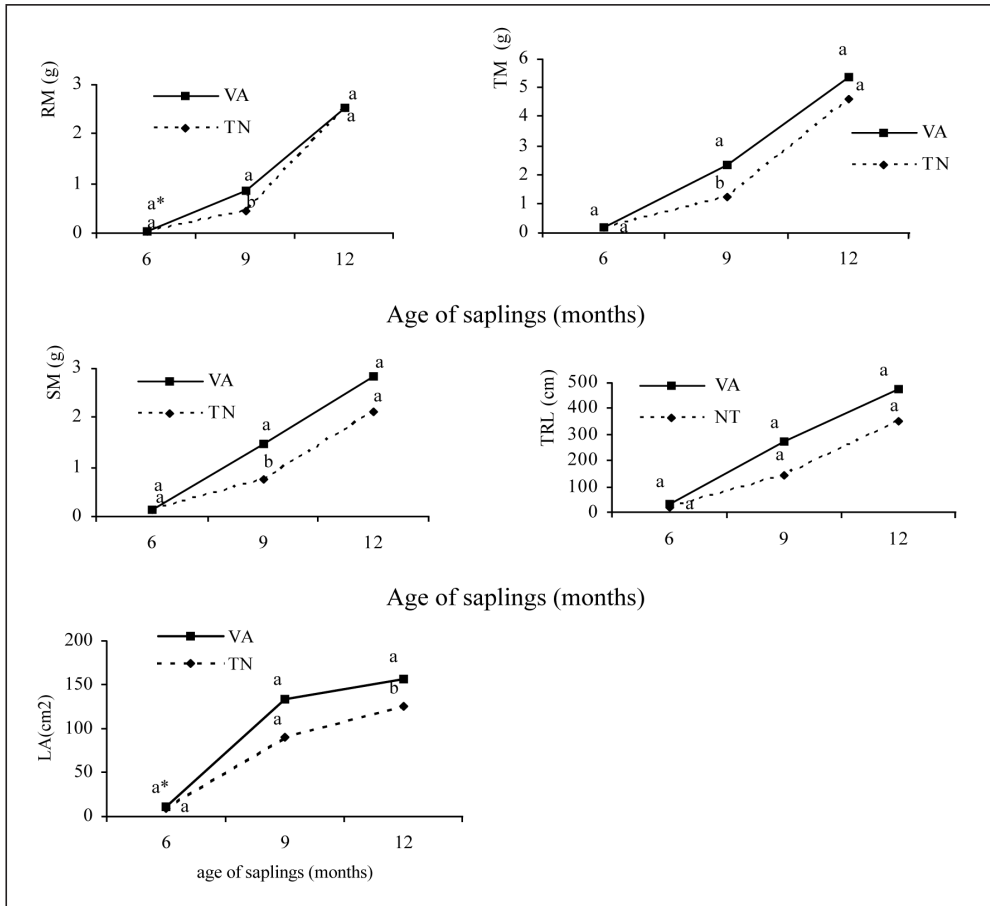 RM (g)
3
2
1
0
VA
TN
a*
a
a
b
a
a
6 9 12
TM (g)
6
5
4
3
2
1
0
VA
TN
a
a
a
b
a
a
6 9 12
Age of saplings (months)
SM (g)
3
2
1
0
VA
TN
a
a
a
b
a
a
6 9 12
TRL (cm)
500
400
300
200
100
0
VA
NT
a
a
a
a
a
a
6 9 12
Age of saplings (months)
LA(cm2)
200
150
100
50
0
VA
TN
a*
a
a
a
a
b
6 9 12
age of saplings (months)